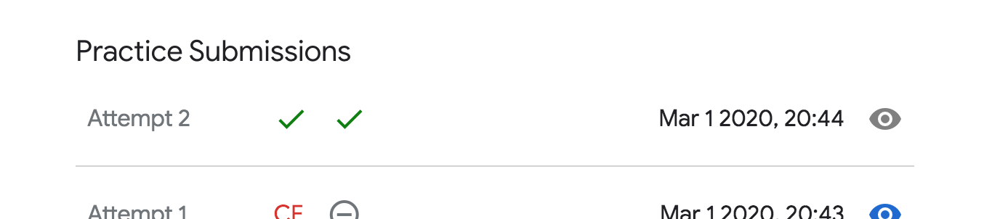 Practice Submissions
Attempt 2 Mar 1 2020, 20:44
Attempt 1 CE Mar 1 2020, 20:43